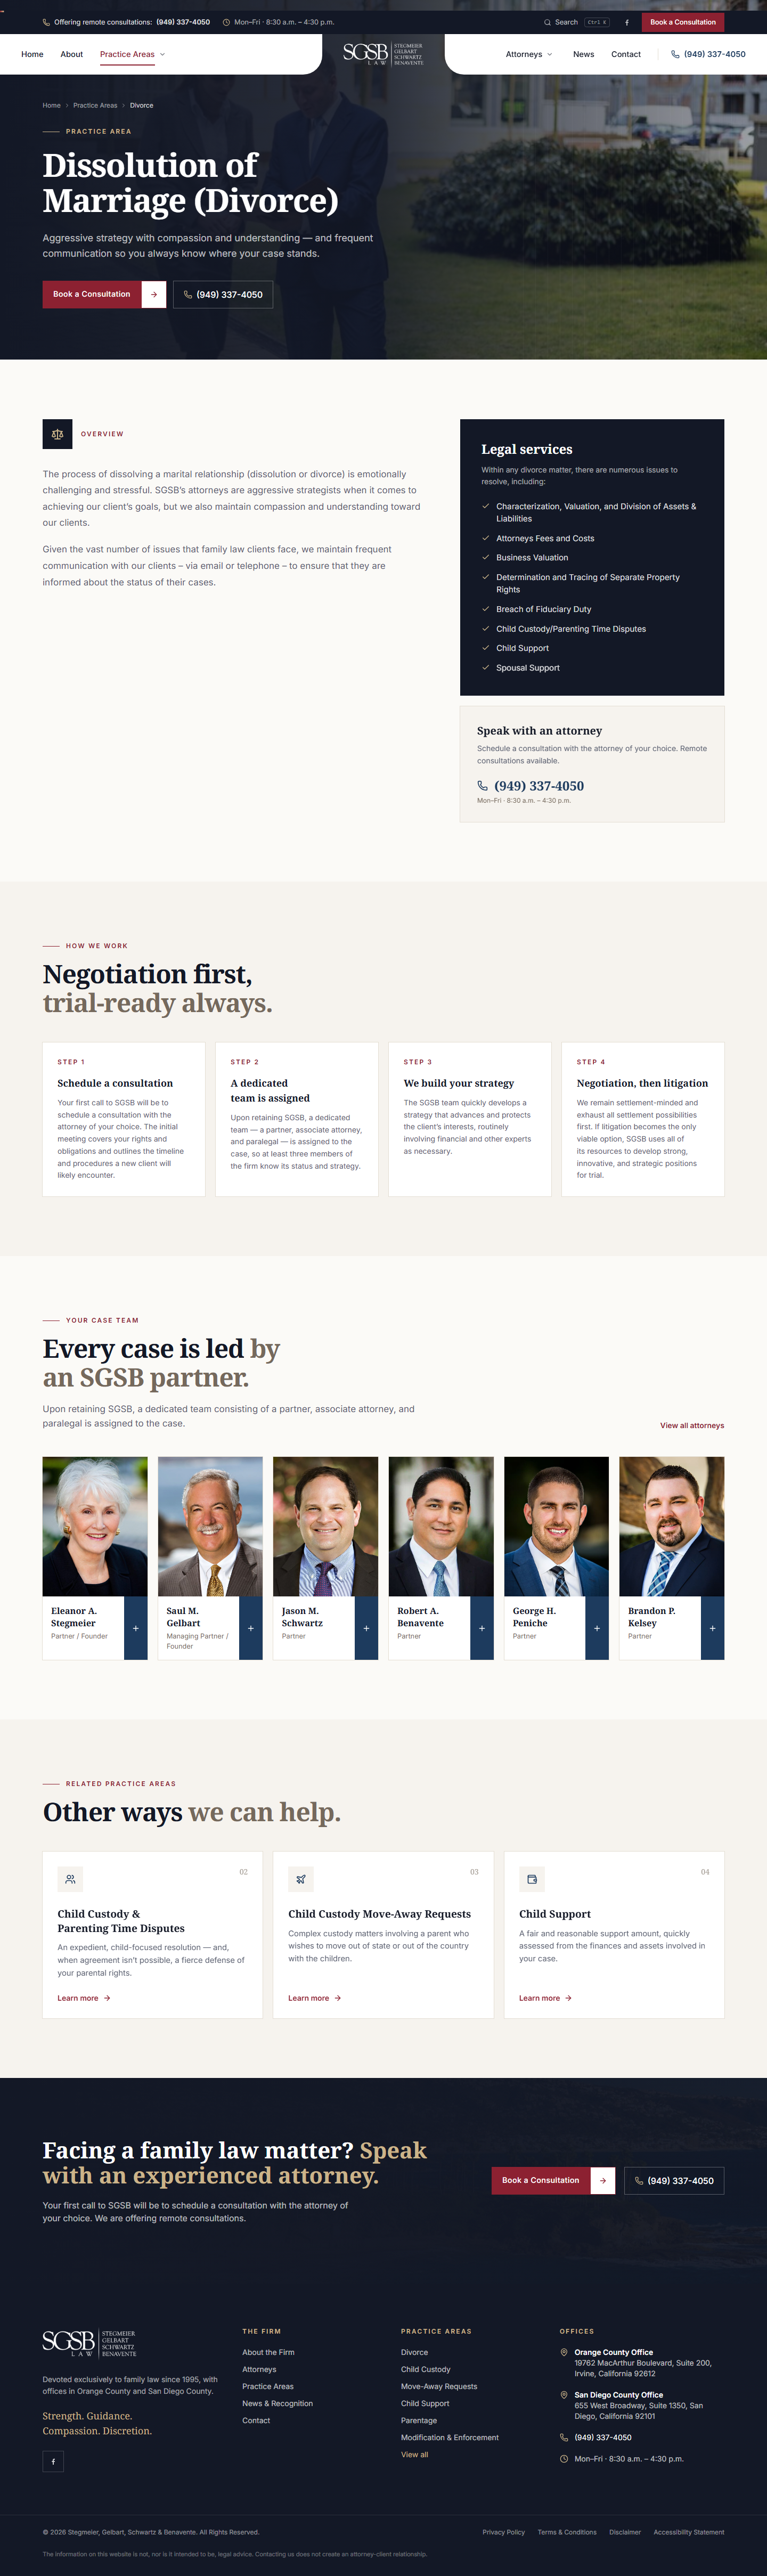 Offering remote consultations: (949) 337-4050
Mon–Fri · 8:30 a.m. – 4:30 p.m.
Search
Ctrl K
Book a Consultation
Home
About
Practice Areas
SGSB
LAW
STEGMEIER
GELBART
SCHWARTZ
BENAVENTE
Attorneys
News
Contact
(949) 337-4050
Home › Practice Areas › Divorce
PRACTICE AREA
Dissolution of
Marriage (Divorce)
Aggressive strategy with compassion and understanding — and frequent
communication so you always know where your case stands.
Book a Consultation
(949) 337-4050
OVERVIEW
The process of dissolving a marital relationship (dissolution or divorce) is emotionally
challenging and stressful. SGSB's attorneys are aggressive strategists when it comes to
achieving our client's goals, but we also maintain compassion and understanding toward
our clients.
Given the vast number of issues that family law clients face, we maintain frequent
communication with our clients – via email or telephone – to ensure that they are
informed about the status of their cases.
Legal services
Within any divorce matter, there are numerous issues to
resolve, including:
Characterization, Valuation, and Division of Assets &
Liabilities
Attorneys Fees and Costs
Business Valuation
Determination and Tracing of Separate Property
Rights
Breach of Fiduciary Duty
Child Custody/Parenting Time Disputes
Child Support
Spousal Support
Speak with an attorney
Schedule a consultation with the attorney of your choice. Remote
consultations available.
(949) 337-4050
Mon–Fri · 8:30 a.m. – 4:30 p.m.
HOW WE WORK
Negotiation first,
trial-ready always.
STEP 1
Schedule a consultation
Your first call to SGSB will be to
schedule a consultation with the
attorney of your choice. The initial
meeting covers your rights and
obligations and outlines the timeline
and procedures a new client will
likely encounter.
STEP 2
A dedicated
team is assigned
Upon retaining SGSB, a dedicated
team — a partner, associate attorney,
and paralegal — is assigned to the
case, so at least three members of
the firm know its status and strategy.
STEP 3
We build your strategy
The SGSB team quickly develops a
strategy that advances and protects
the client's interests, routinely
involving financial and other experts
as necessary.
STEP 4
Negotiation, then litigation
We remain settlement-minded and
exhaust all settlement possibilities
first. If litigation becomes the only
viable option, SGSB uses all of
its resources to develop strong,
innovative, and strategic positions
for trial.
YOUR CASE TEAM
Every case is led by
an SGSB partner.
Upon retaining SGSB, a dedicated team consisting of a partner, associate attorney, and
paralegal is assigned to the case.
View all attorneys
Eleanor A.
Stegmeier
Partner / Founder
Saul M.
Gelbart
Managing Partner /
Founder
Jason M.
Schwartz
Partner
Robert A.
Benavente
Partner
George H.
Peniche
Partner
Brandon P.
Kelsey
Partner
RELATED PRACTICE AREAS
Other ways we can help.
02
Child Custody &
Parenting Time Disputes
An expedient, child-focused resolution — and,
when agreement isn't possible, a fierce defense of
your parental rights.
Learn more
03
Child Custody Move-Away Requests
Complex custody matters involving a parent who
wishes to move out of state or out of the country
with the children.
Learn more
04
Child Support
A fair and reasonable support amount, quickly
assessed from the finances and assets involved in
your case.
Learn more
Facing a family law matter? Speak
with an experienced attorney.
Your first call to SGSB will be to schedule a consultation with the attorney of
your choice. We are offering remote consultations.
Book a Consultation
(949) 337-4050
SGSB
LAW
STEGMEIER
GELBART
SCHWARTZ
BENAVENTE
Devoted exclusively to family law since 1995, with
offices in Orange County and San Diego County.
Strength. Guidance.
Compassion. Discretion.
THE FIRM
About the Firm
Attorneys
Practice Areas
News & Recognition
Contact
PRACTICE AREAS
Divorce
Child Custody
Move-Away Requests
Child Support
Parentage
Modification & Enforcement
View all
OFFICES
Orange County Office
19762 MacArthur Boulevard, Suite 200,
Irvine, California 92612
San Diego County Office
655 West Broadway, Suite 1350, San
Diego, California 92101
(949) 337-4050
Mon–Fri · 8:30 a.m. – 4:30 p.m.
© 2026 Stegmeier, Gelbart, Schwartz & Benavente. All Rights Reserved.
Privacy Policy
Terms & Conditions
Disclaimer
Accessibility Statement
The information on this website is not, nor is it intended to be, legal advice. Contacting us does not create an attorney-client relationship.